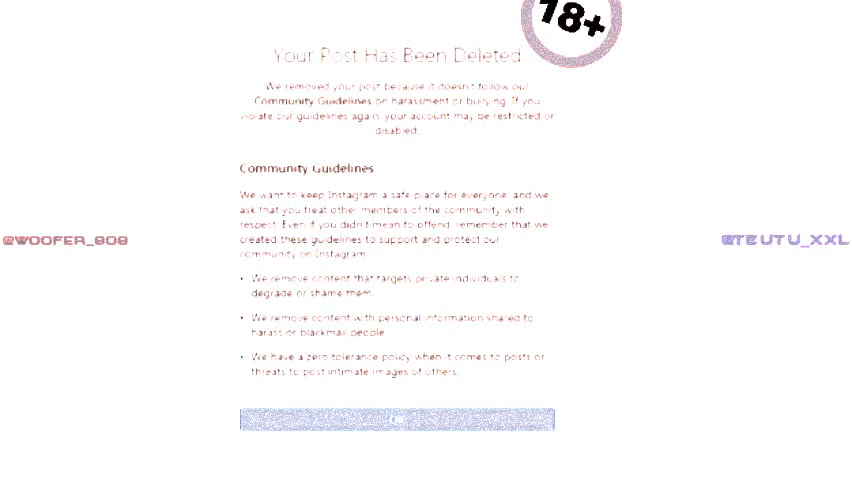 18+
Your Post Has Been Deleted
We removed your post because it doesn't follow our
Community Guidelines on harassment or bullying. If you
violate our guidelines again, your account may be restricted or
disabled.
Community Guidelines
We want to keep Instagram a safe place for everyone, and we
ask that you treat other members of the community with
respect. Even if you didn't mean to offend, remember that we
created these guidelines to support and protect our
community on Instagram.
@WOOFER_808
@TZUTU_XXL
• We remove content that targets private individuals to
degrade or shame them.
• We remove content with personal information shared to
harass or blackmail people.
• We have a zero tolerance policy when it comes to posts or
threats to post intimate images of others.
OK